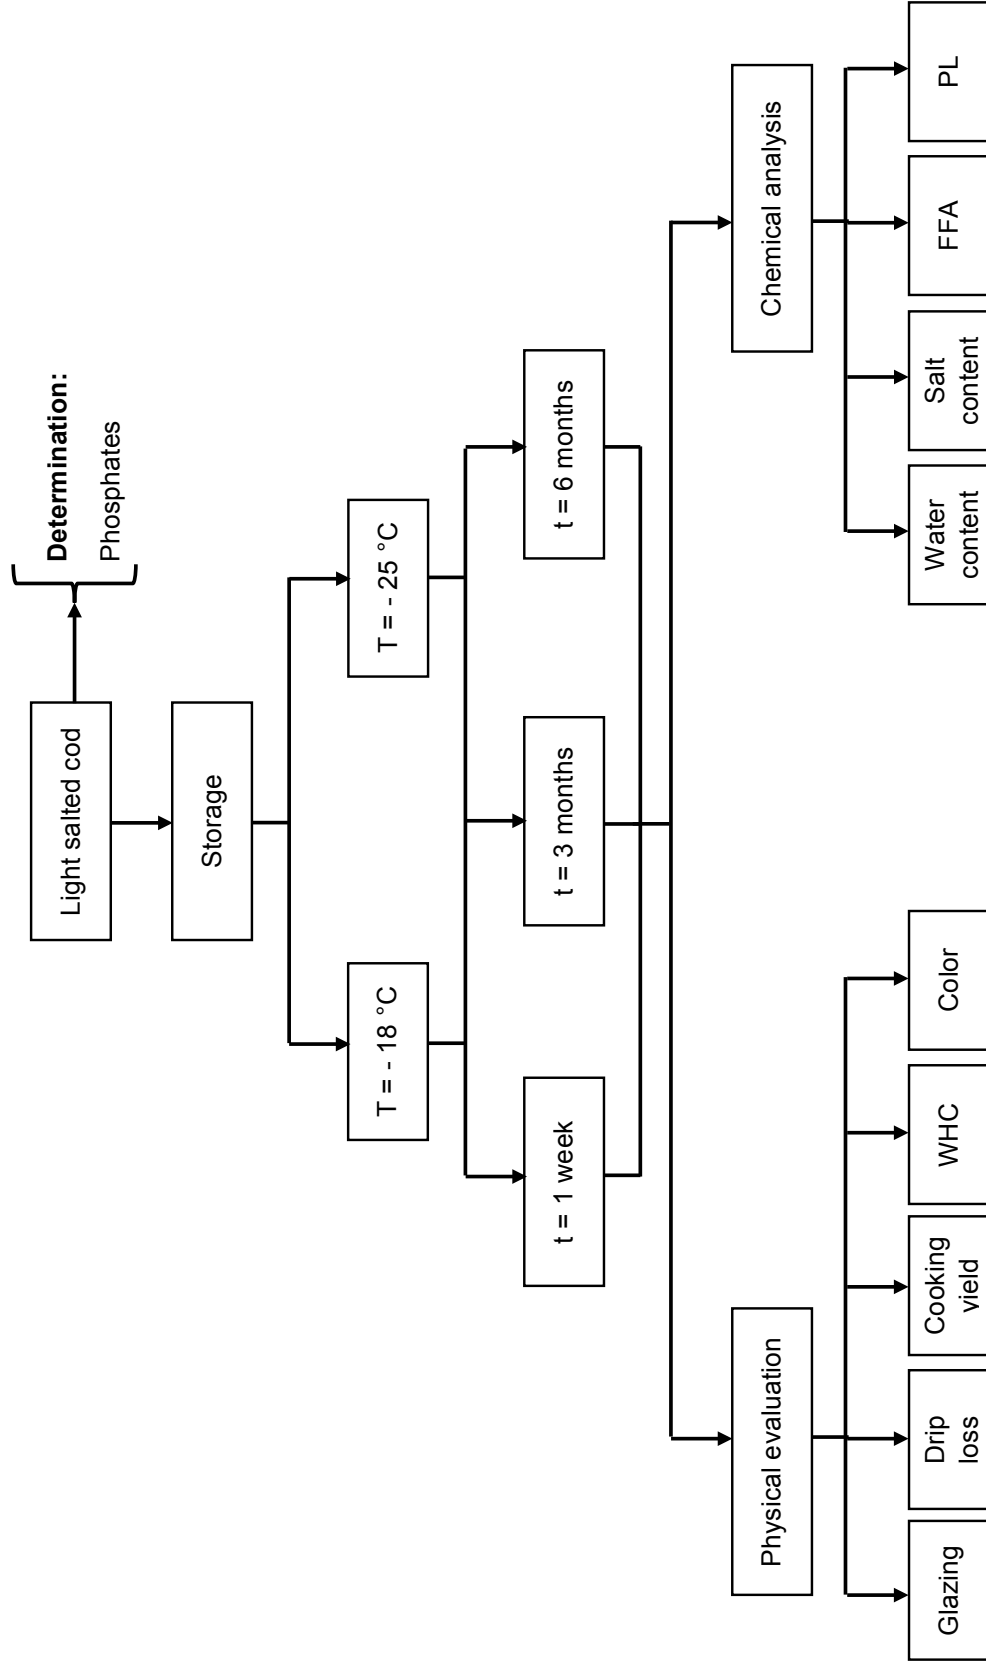 Light salted cod
Determination:
Phosphates
Storage
T = - 18 °C
T = - 25 °C
t = 1 week
t = 3 months
t = 6 months
Physical evaluation
Chemical analysis
Glazing
Drip
loss
Cooking
yield
WHC
Color
Water
content
Salt
content
FFA
PL